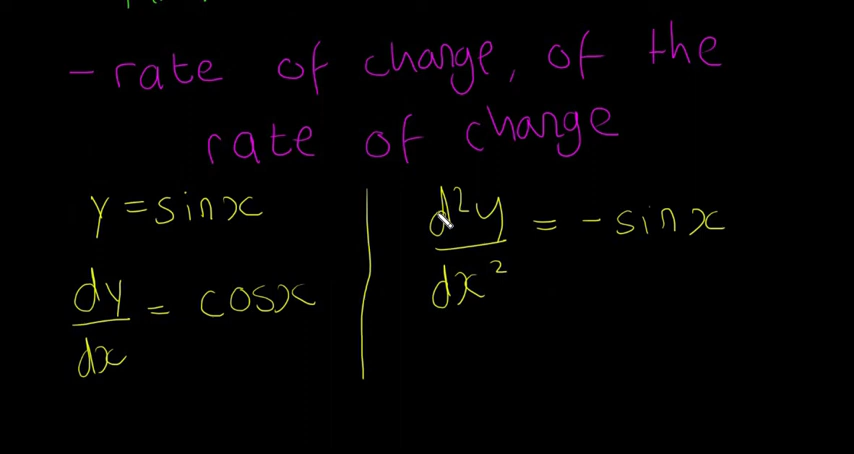 - rate of change, of the
rate of change
y = sin x
dy/dx = cos x
d²y/dx² = - sin x